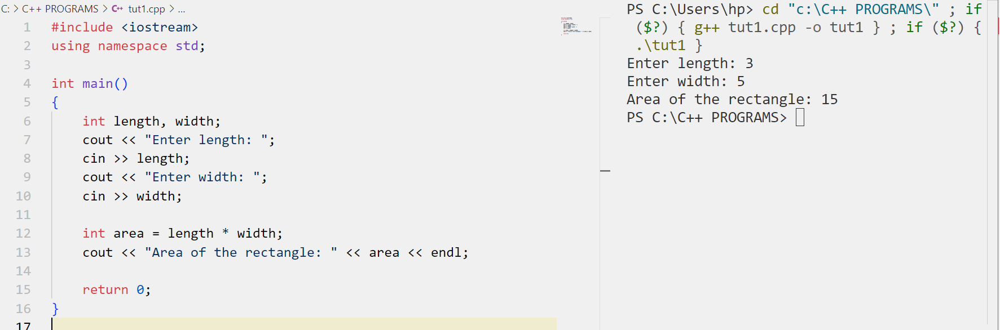 C: > C++ PROGRAMS > C++ tut1.cpp > ...
1 #include <iostream>
2 using namespace std;
3
4 int main()
5 {
6 int length, width;
7 cout << "Enter length: ";
8 cin >> length;
9 cout << "Enter width: ";
10 cin >> width;
11
12 int area = length * width;
13 cout << "Area of the rectangle: " << area << endl;
14
15 return 0;
16 }
17
PS C:\Users\hp> cd "c:\C++ PROGRAMS\" ; if
($?) { g++ tut1.cpp -o tut1 } ; if ($?) {
.\tut1 }
Enter length: 3
Enter width: 5
Area of the rectangle: 15
PS C:\C++ PROGRAMS>